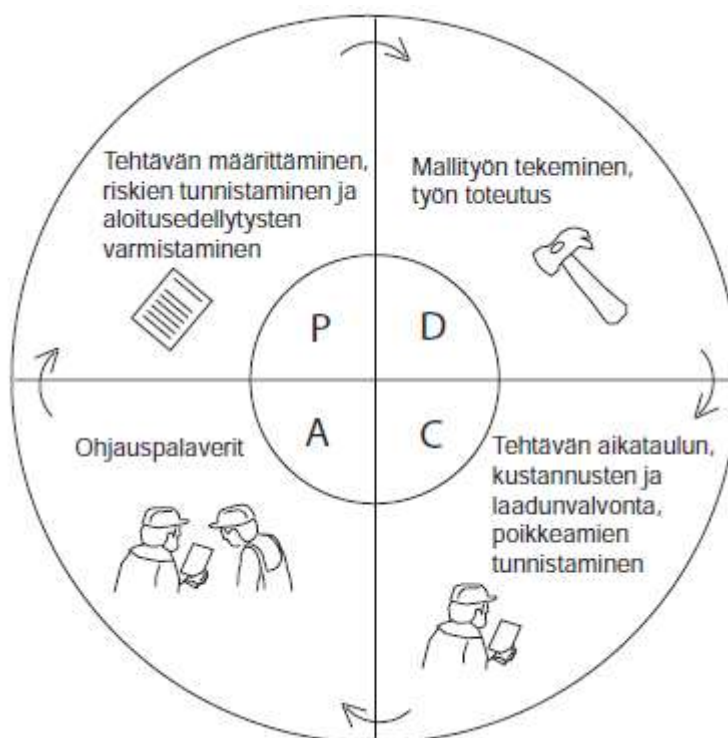 Tehtävän määrittäminen,
riskien tunnistaminen ja
aloitusedellytysten
varmistaminen
Mallityön tekeminen,
työn toteutus
P
D
A
C
Ohjauspalaverit
Tehtävän aikataulun,
kustannusten ja
laadunvalvonta,
poikkeamien
tunnistaminen